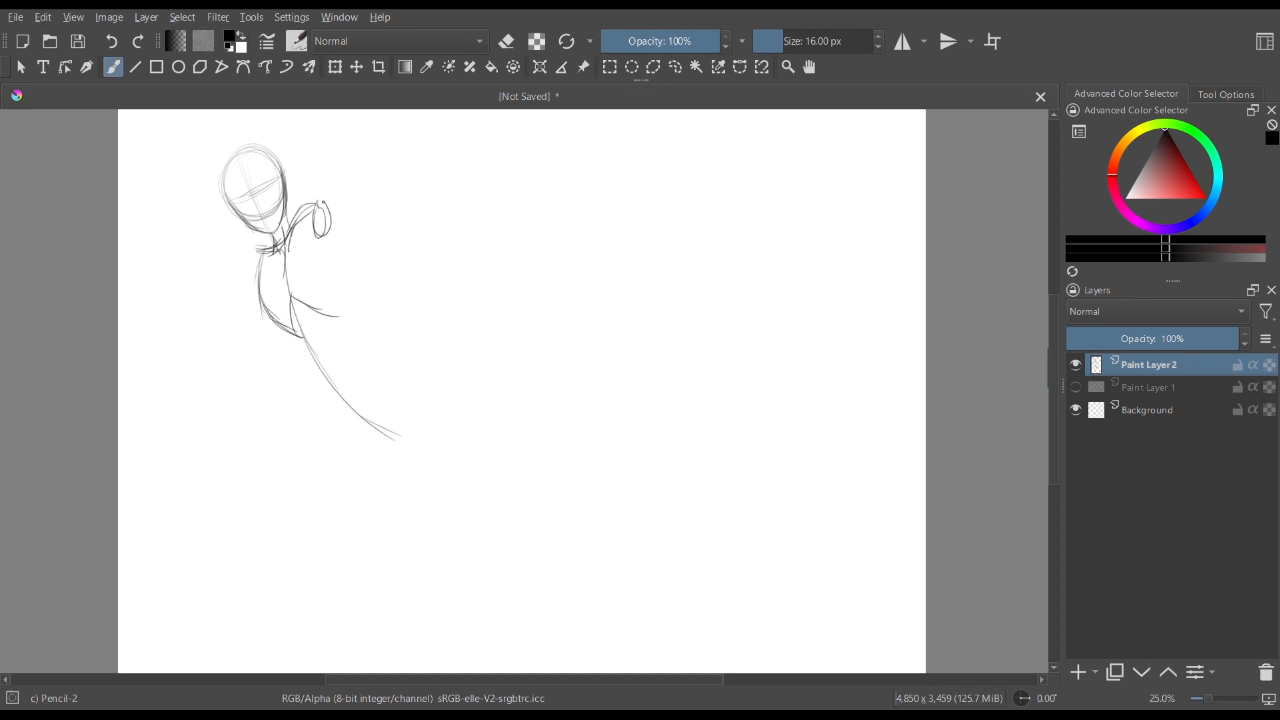 File Edit View Image Layer Select Filter Tools Settings Window Help
Normal Opacity: 100% Size: 16.00 px
[Not Saved] *
Advanced Color Selector Tool Options
Advanced Color Selector
Layers
Normal
Opacity: 100%
Paint Layer 2
Paint Layer 1
Background
c) Pencil-2 RGB/Alpha (8-bit integer/channel) sRGB-elle-V2-srgbtrc.icc 4,850 x 3,459 (125.7 MiB) 0.00° 25.0%